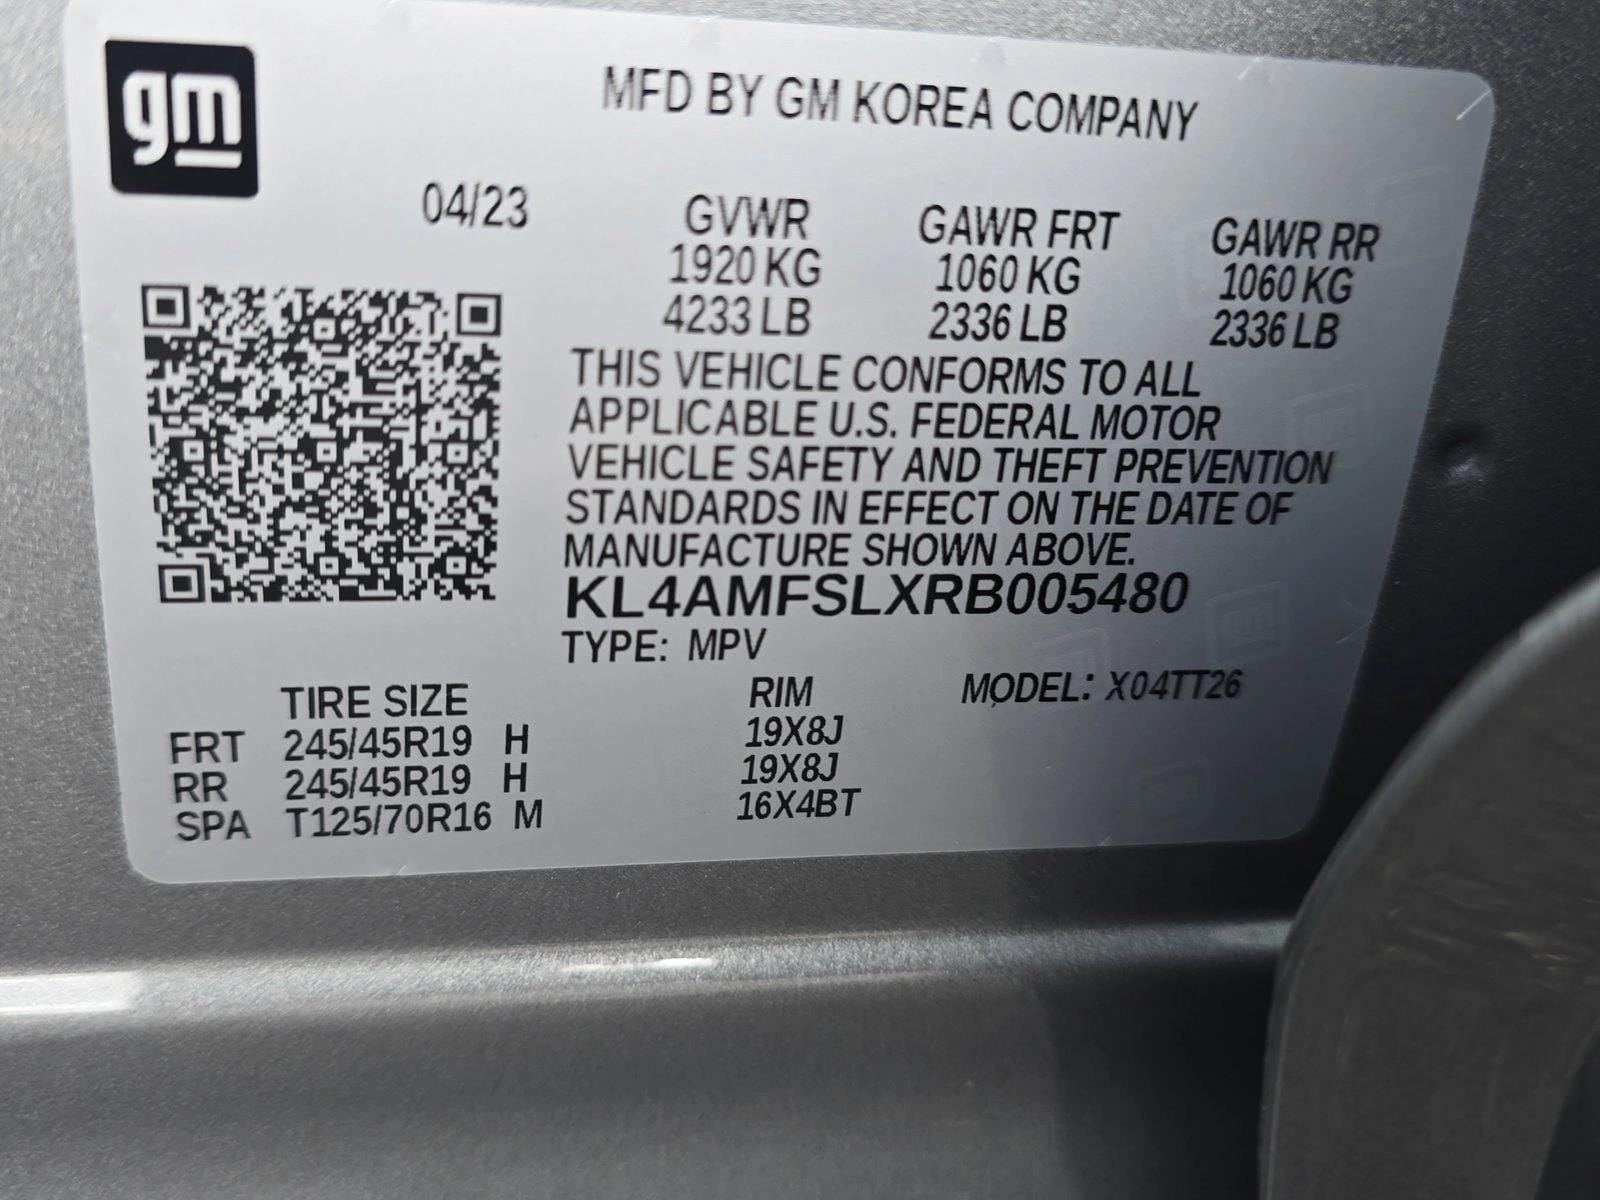 gm
MFD BY GM KOREA COMPANY
04/23 GVWR GAWR FRT GAWR RR
1920 KG 1060 KG 1060 KG
4233 LB 2336 LB 2336 LB
THIS VEHICLE CONFORMS TO ALL
APPLICABLE U.S. FEDERAL MOTOR
VEHICLE SAFETY AND THEFT PREVENTION
STANDARDS IN EFFECT ON THE DATE OF
MANUFACTURE SHOWN ABOVE.
KL4AMFSLXRB005480
TYPE: MPV
TIRE SIZE RIM MODEL: X04TT26
FRT 245/45R19 H 19X8J
RR 245/45R19 H 19X8J
SPA T125/70R16 M 16X4BT